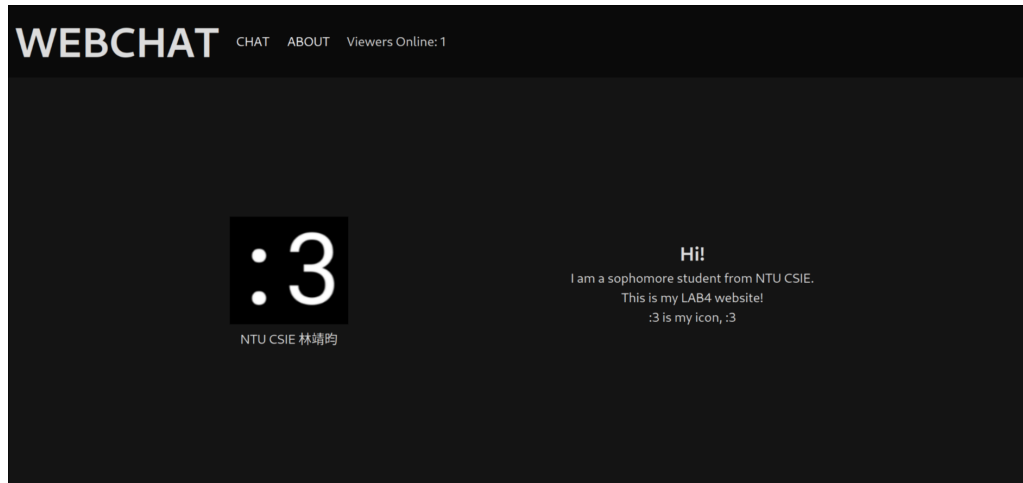 WEBCHAT CHAT ABOUT Viewers Online: 1
:3
NTU CSIE 林靖昀
Hi!
I am a sophomore student from NTU CSIE.
This is my LAB4 website!
:3 is my icon, :3